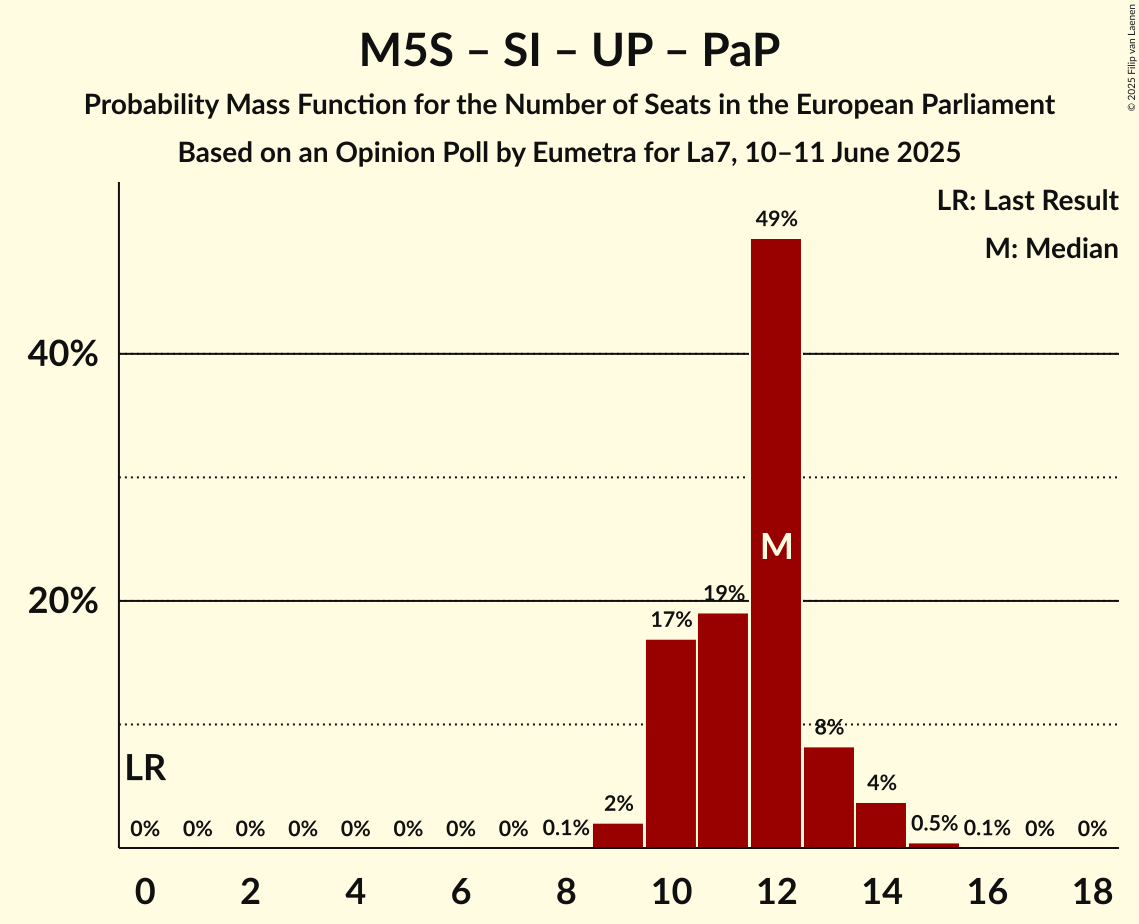 M5S – SI – UP – PaP
Probability Mass Function for the Number of Seats in the European Parliament
Based on an Opinion Poll by Eumetra for La7, 10–11 June 2025
© 2025 Filip van Laenen
LR: Last Result
M: Median
49%
40%
M
20%
19%
17%
8%
LR
4%
2%
0% 0% 0% 0% 0% 0% 0% 0% 0.1% 0.5% 0.1% 0% 0%
0 2 4 6 8 10 12 14 16 18